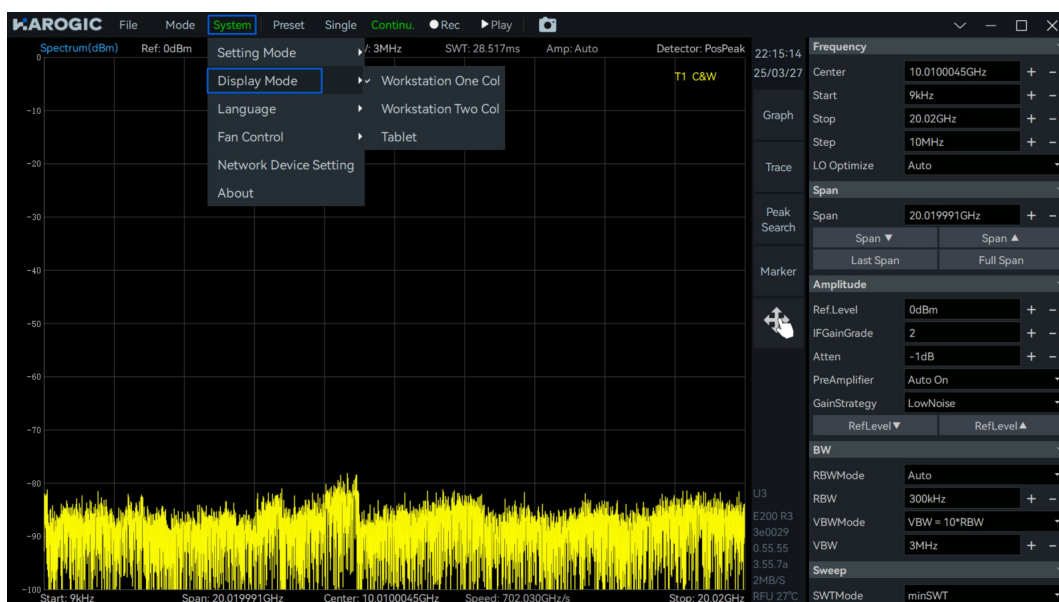 HAROGIC File Mode System Preset Single Continu. Rec Play
Spectrum(dBm) Ref: 0dBm /: 3MHz SWT: 28.517ms Amp: Auto Detector: PosPeak
T1 C&W
Setting Mode
Display Mode
Language
Fan Control
Network Device Setting
About
Workstation One Col
Workstation Two Col
Tablet
0
-10
-20
-30
-40
-50
-60
-70
-80
-90
-100
Start: 9kHz Span: 20.019991GHz Center: 10.0100045GHz Speed: 702.030GHz/s Stop: 20.02GHz
22:15:14
25/03/27
Graph
Trace
Peak
Search
Marker
U3
E200 R3
3e0029
0.55.55
3.55.7a
2MB/S
RFU 27°C
Frequency
Center 10.0100045GHz + -
Start 9kHz + -
Stop 20.02GHz + -
Step 10MHz + -
LO Optimize Auto
Span
Span 20.019991GHz + -
Span ▼ Span ▲
Last Span Full Span
Amplitude
Ref.Level 0dBm + -
IFGainGrade 2 + -
Atten -1dB + -
PreAmplifier Auto On
GainStrategy LowNoise
RefLevel▼ RefLevel▲
BW
RBWMode Auto
RBW 300kHz + -
VBWMode VBW = 10*RBW
VBW 3MHz + -
Sweep
SWTMode minSWT